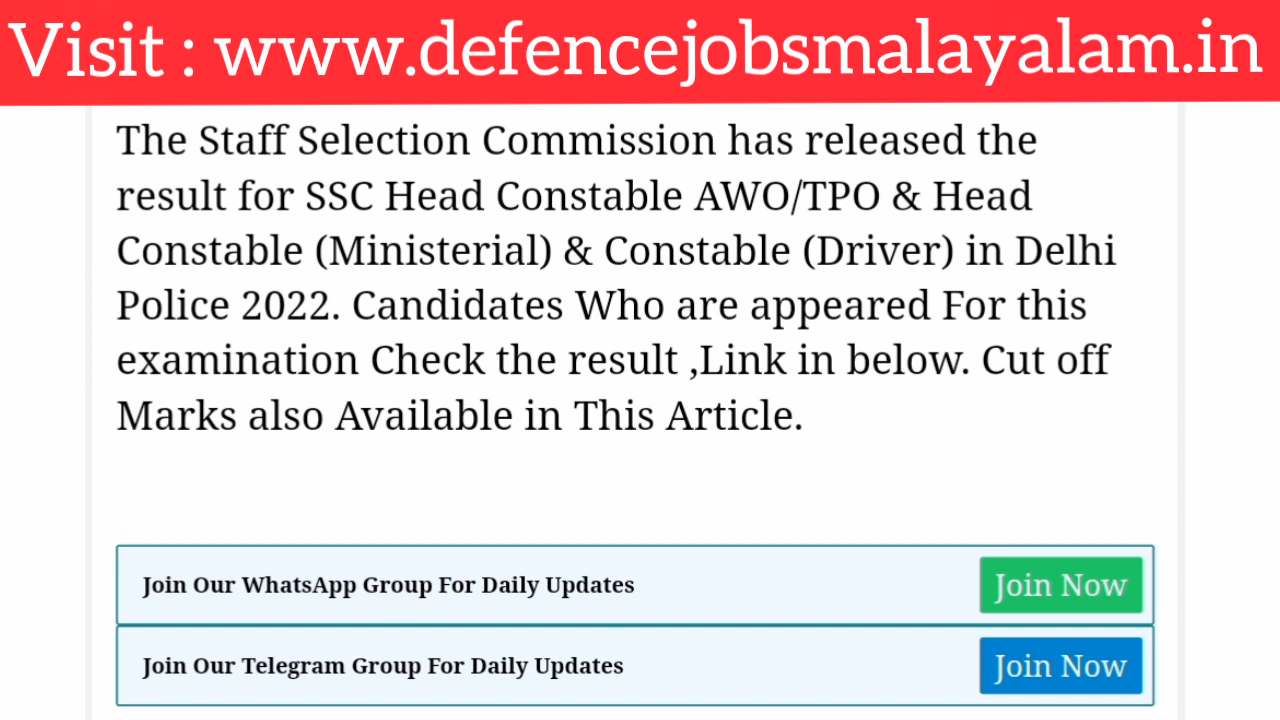 Visit : www.defencejobsmalayalam.in
The Staff Selection Commission has released the
result for SSC Head Constable AWO/TPO & Head
Constable (Ministerial) & Constable (Driver) in Delhi
Police 2022. Candidates Who are appeared For this
examination Check the result ,Link in below. Cut off
Marks also Available in This Article.
Join Our WhatsApp Group For Daily Updates Join Now
Join Our Telegram Group For Daily Updates Join Now